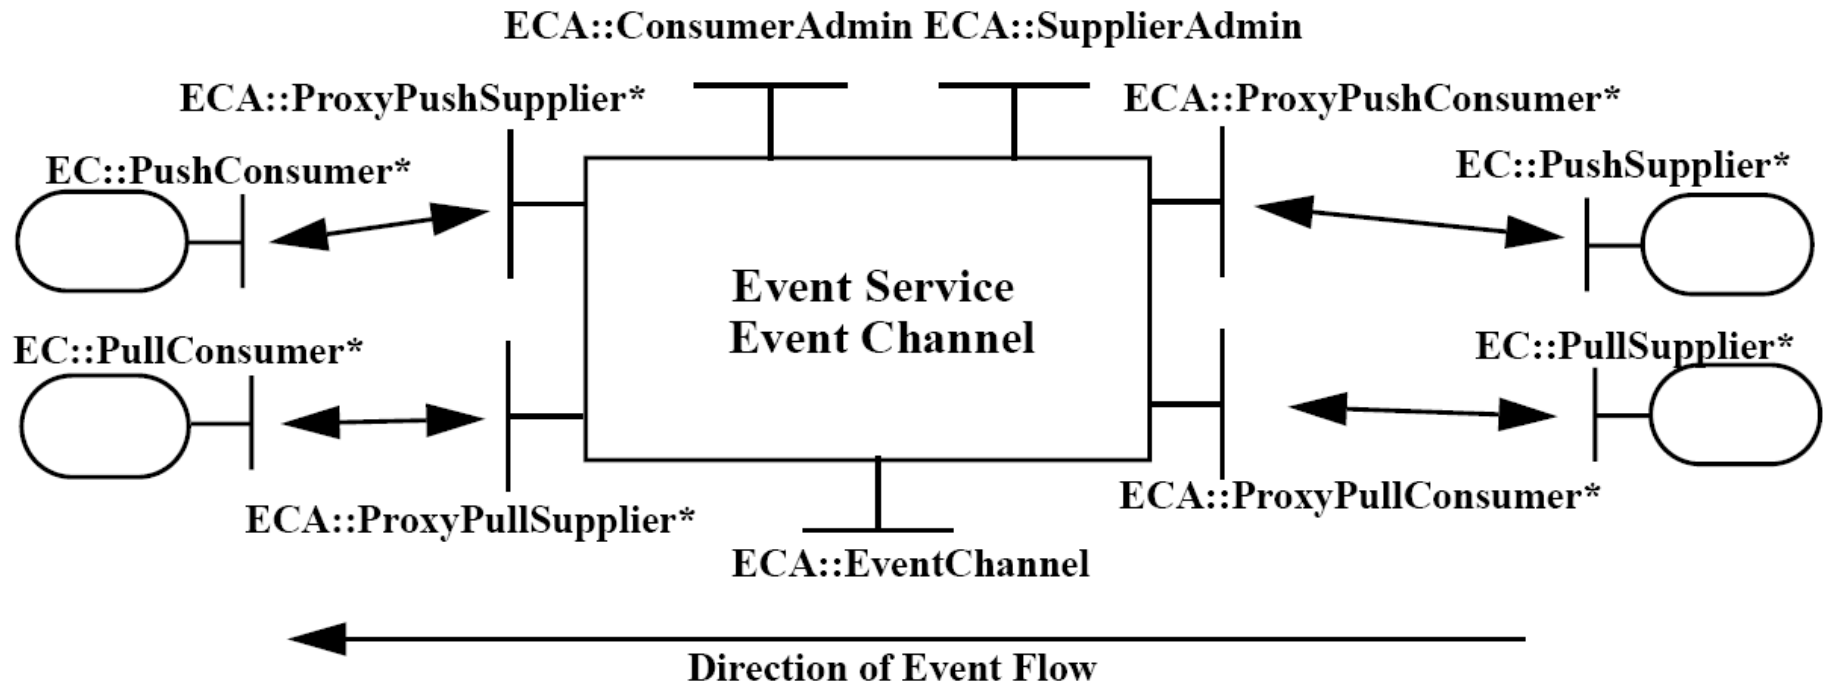 ECA::ConsumerAdmin ECA::SupplierAdmin
ECA::ProxyPushSupplier*
ECA::ProxyPushConsumer*
EC::PushConsumer*
EC::PushSupplier*
Event Service
Event Channel
EC::PullConsumer*
EC::PullSupplier*
ECA::ProxyPullSupplier*
ECA::ProxyPullConsumer*
ECA::EventChannel
Direction of Event Flow